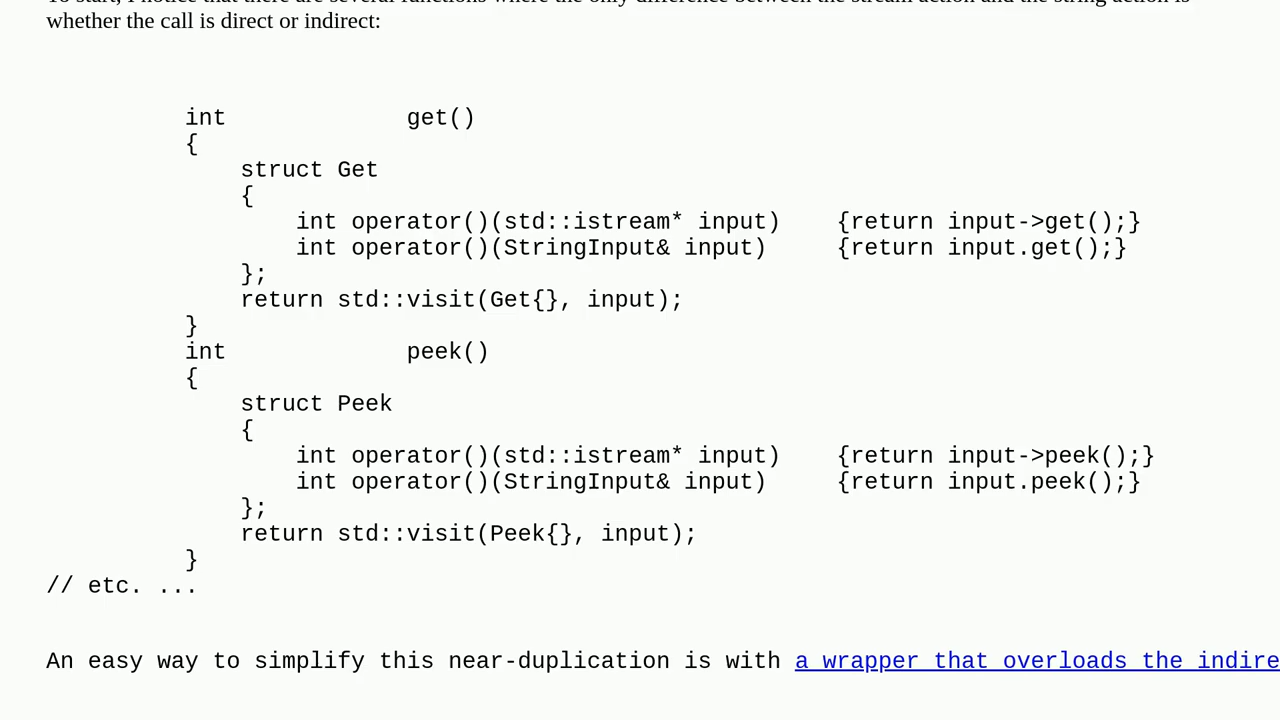 whether the call is direct or indirect:
int get()
{
struct Get
{
int operator()(std::istream* input) {return input->get();}
int operator()(StringInput& input) {return input.get();}
};
return std::visit(Get{}, input);
}
int peek()
{
struct Peek
{
int operator()(std::istream* input) {return input->peek();}
int operator()(StringInput& input) {return input.peek();}
};
return std::visit(Peek{}, input);
}
// etc. ...
An easy way to simplify this near-duplication is with a wrapper that overloads the indire